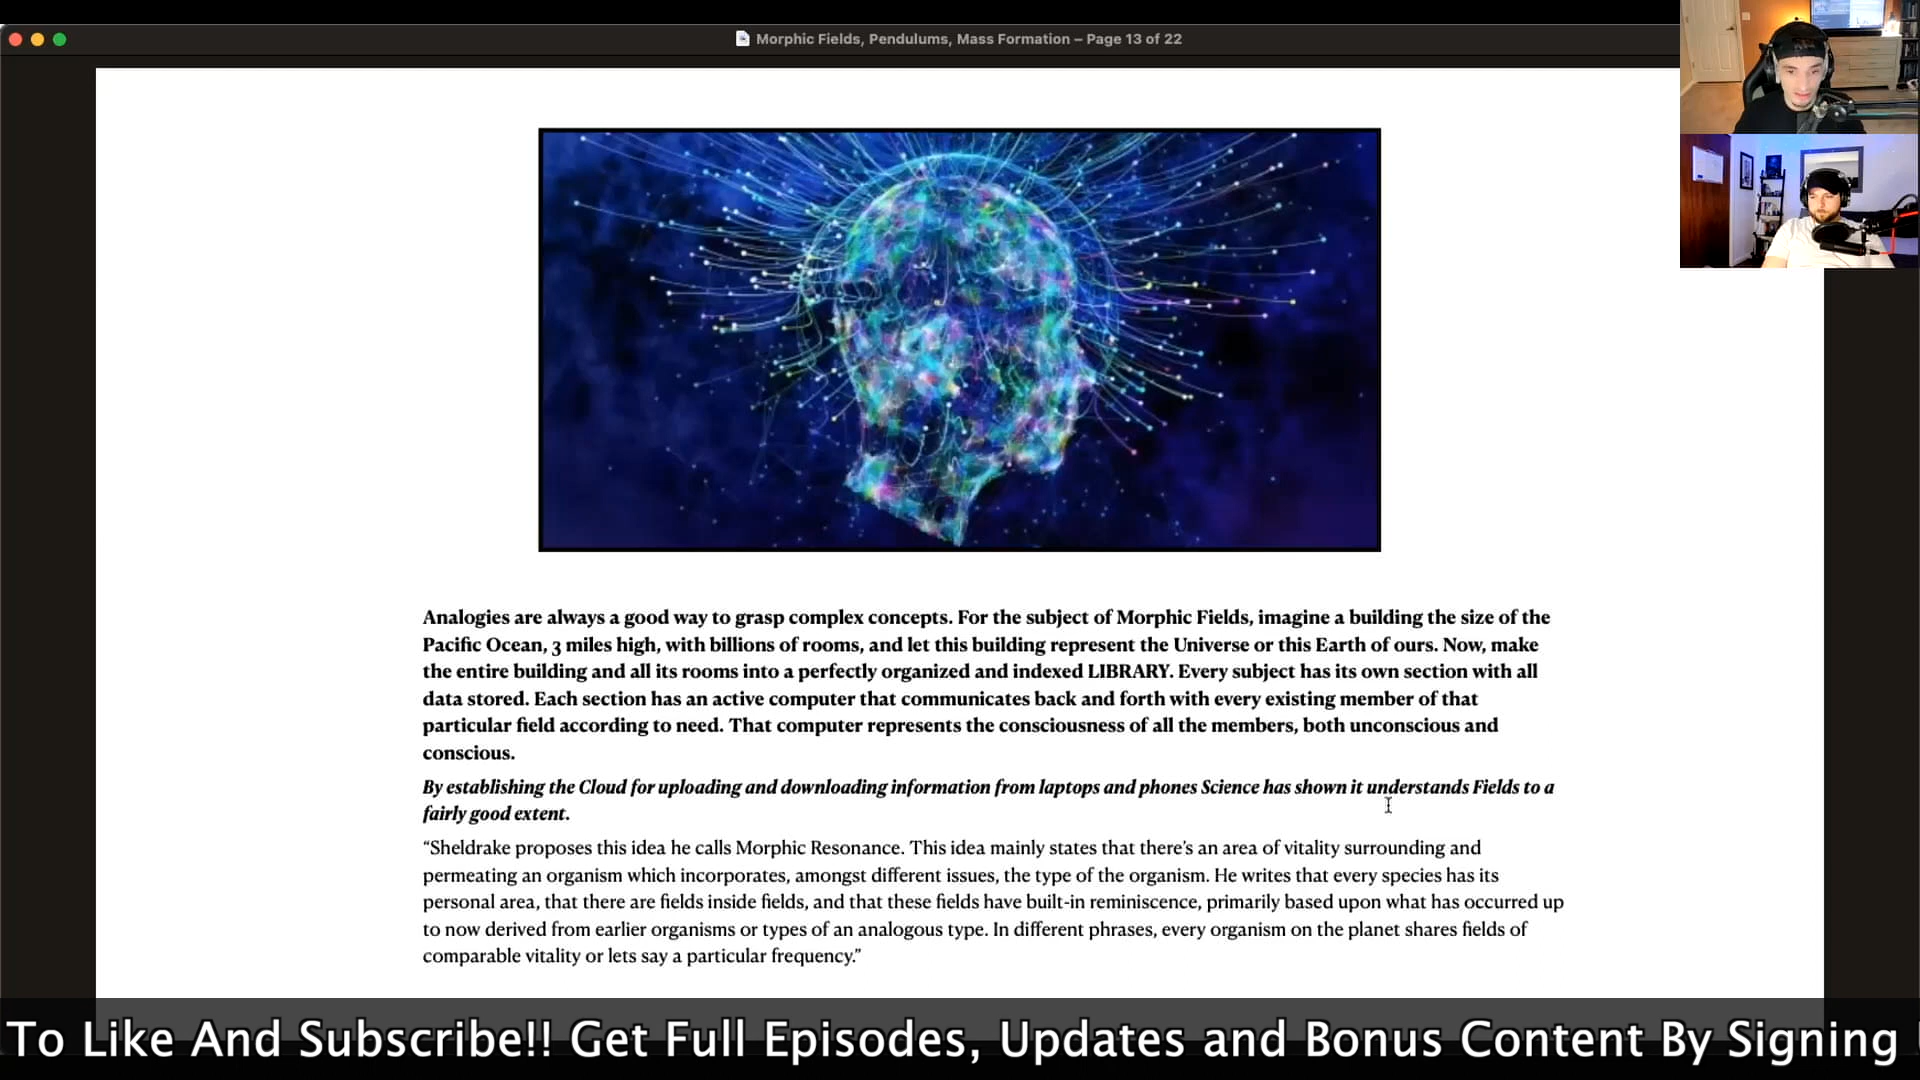 Morphic Fields, Pendulums, Mass Formation – Page 13 of 22
Analogies are always a good way to grasp complex concepts. For the subject of Morphic Fields, imagine a building the size of the
Pacific Ocean, 3 miles high, with billions of rooms, and let this building represent the Universe or this Earth of ours. Now, make
the entire building and all its rooms into a perfectly organized and indexed LIBRARY. Every subject has its own section with all
data stored. Each section has an active computer that communicates back and forth with every existing member of that
particular field according to need. That computer represents the consciousness of all the members, both unconscious and
conscious.
By establishing the Cloud for uploading and downloading information from laptops and phones Science has shown it understands Fields to a
fairly good extent.
“Sheldrake proposes this idea he calls Morphic Resonance. This idea mainly states that there’s an area of vitality surrounding and
permeating an organism which incorporates, amongst different issues, the type of the organism. He writes that every species has its
personal area, that there are fields inside fields, and that these fields have built-in reminiscence, primarily based upon what has occurred up
to now derived from earlier organisms or types of an analogous type. In different phrases, every organism on the planet shares fields of
comparable vitality or lets say a particular frequency.”
To Like And Subscribe!! Get Full Episodes, Updates and Bonus Content By Signing